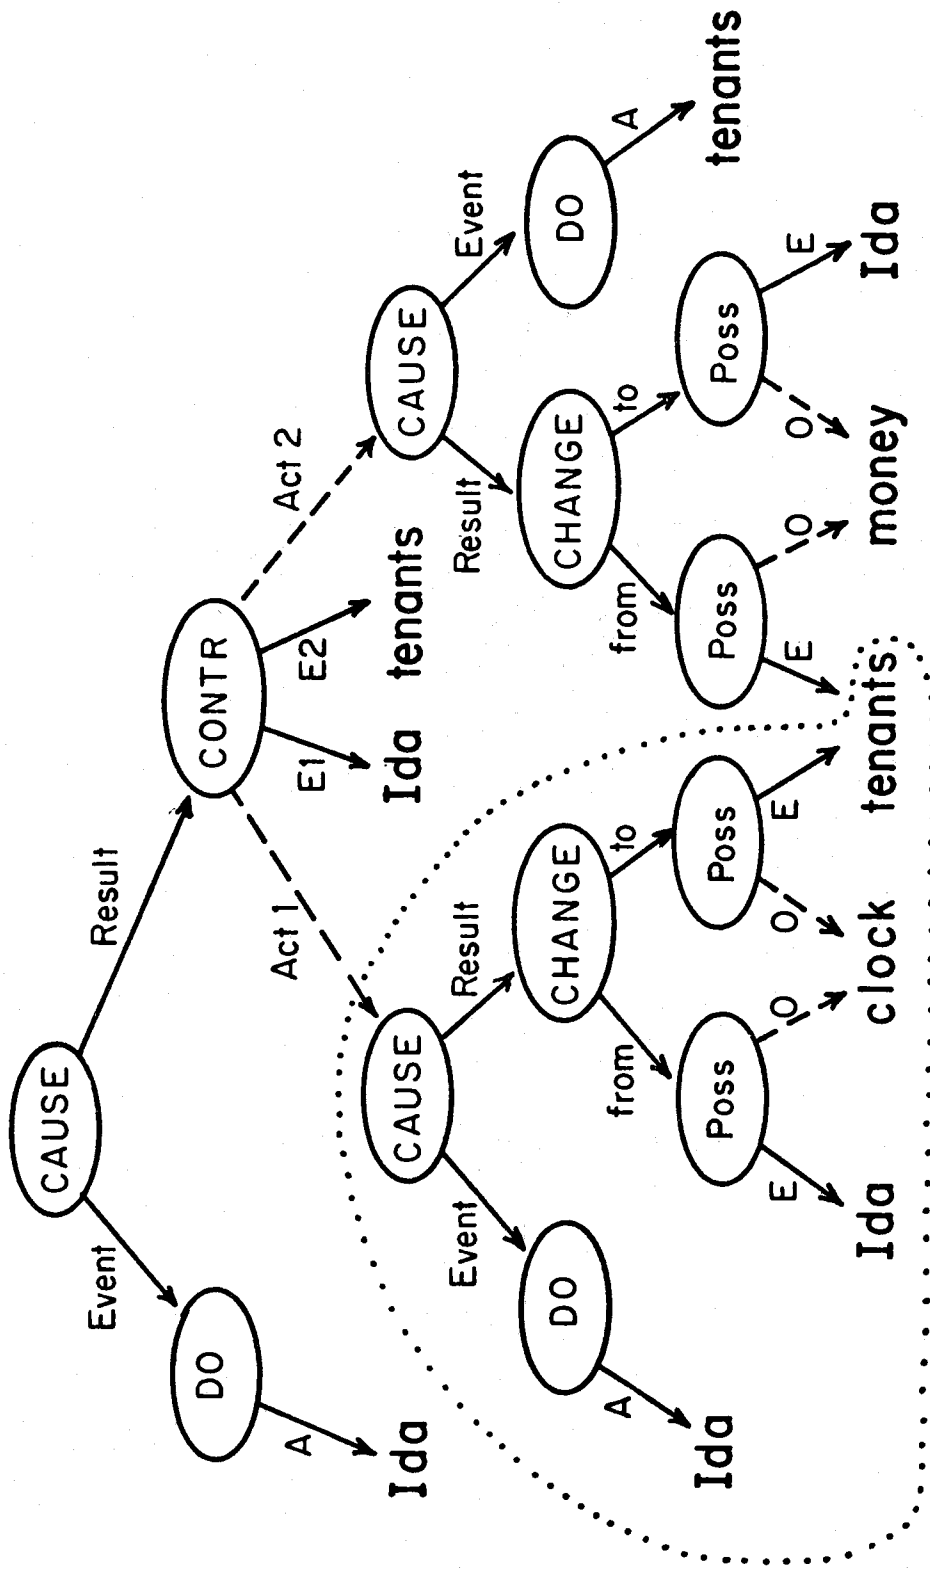 CAUSE
Event
Result
DO
CONTR
A
Act 1
E1
E2
Act 2
Ida
Ida
tenants
CAUSE
CAUSE
Event
Result
Result
Event
DO
CHANGE
CHANGE
DO
A
from
to
from
to
A
Ida
Poss
Poss
Poss
Poss
tenants
E
O
O
E
E
O
O
E
Ida
clock
tenants
money
Ida